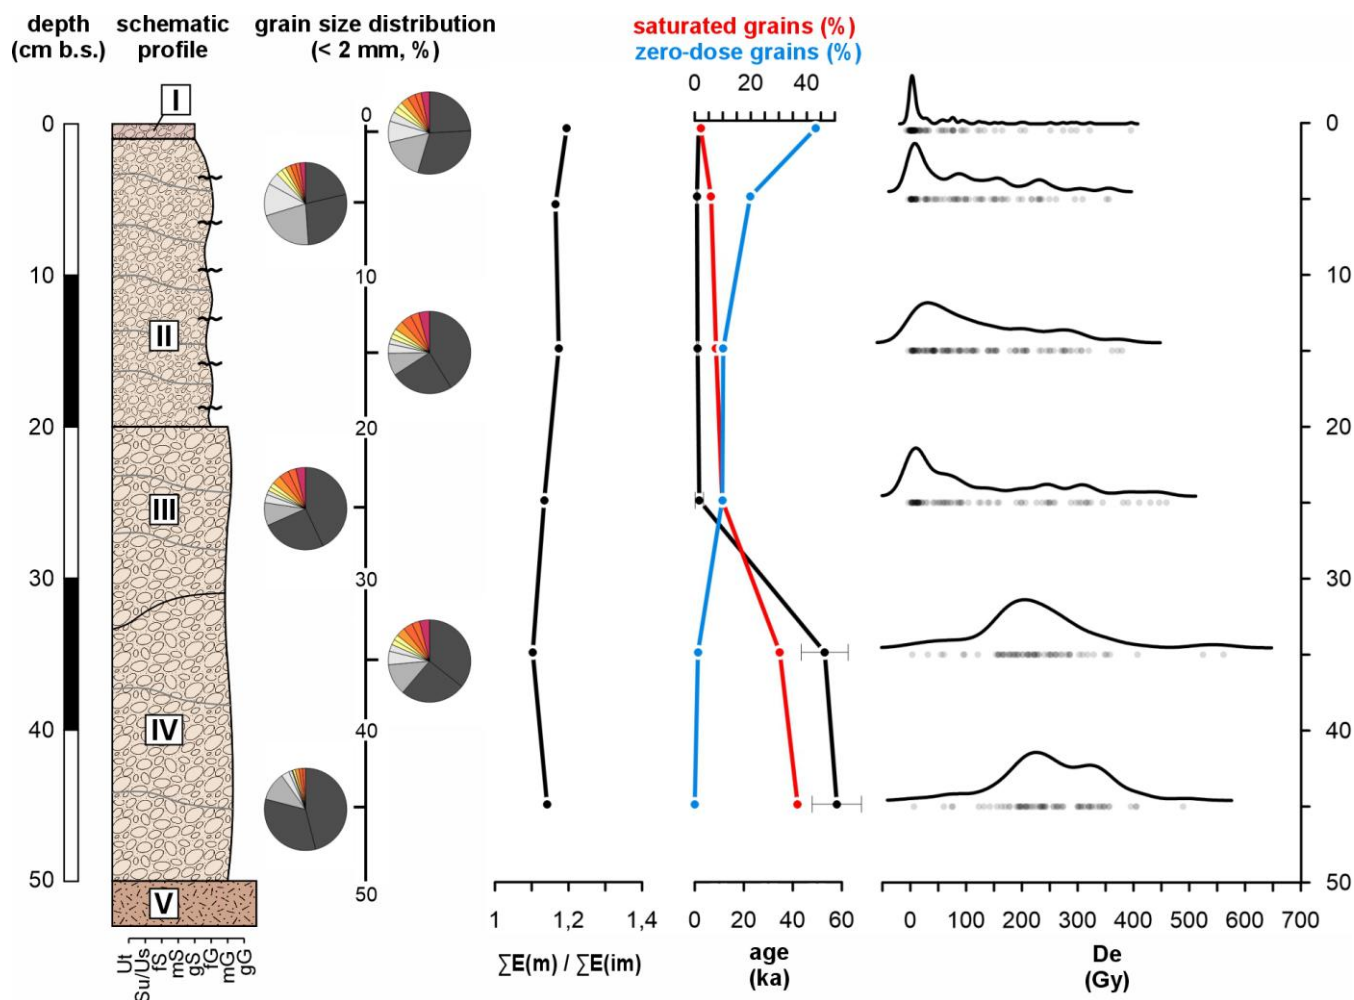 depth
(cm b.s.)
schematic
profile
grain size distribution
(< 2 mm, %)
saturated grains (%)
zero-dose grains (%)
0 20 40
I
II
III
IV
V
0
10
20
30
40
50
0
10
20
30
40
50
0
10
20
30
40
50
Ut
Su/Us
fS
mS
gS
fG
mG
gG
1 1,2 1,4
∑E(m) / ∑E(im)
0 20 40 60
age
(ka)
0 100 200 300 400 500 600 700
De
(Gy)